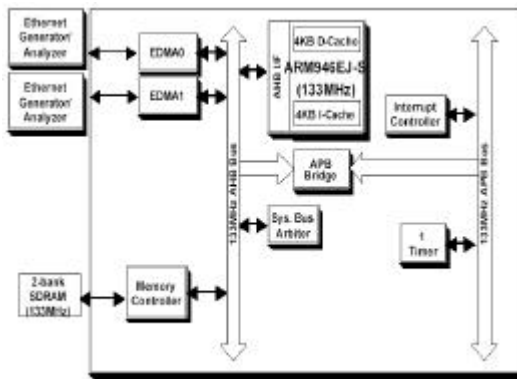 Ethernet
Generator/
Analyzer
EDMA0
Ethernet
Generator/
Analyzer
EDMA1
133MHz AHB Bus
AHB I/F
4KB D-Cache
ARM946EJ-S
(133MHz)
4KB I-Cache
Interrupt
Controller
APB
Bridge
133MHz APB Bus
Sys. Bus
Arbiter
1
Timer
2-bank
SDRAM
(133MHz)
Memory
Controller